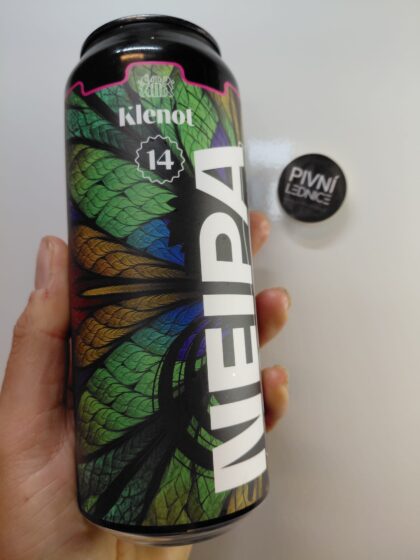 Klenot
14
NEIPA
PIVNÍ
LEDNICE